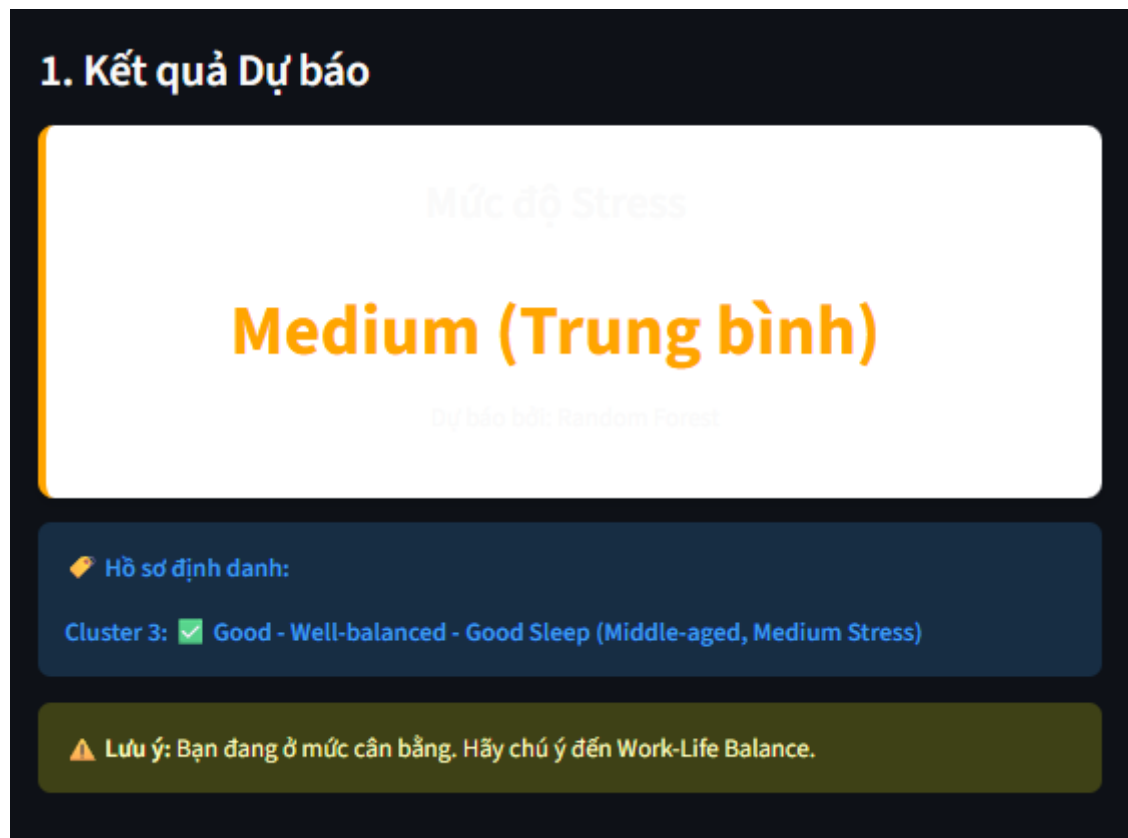 1. Kết quả Dự báo
Mức độ Stress
Medium (Trung bình)
Dự báo bởi: Random Forest
Hồ sơ định danh:
Cluster 3: ✅ Good - Well-balanced - Good Sleep (Middle-aged, Medium Stress)
Lưu ý: Bạn đang ở mức cân bằng. Hãy chú ý đến Work-Life Balance.